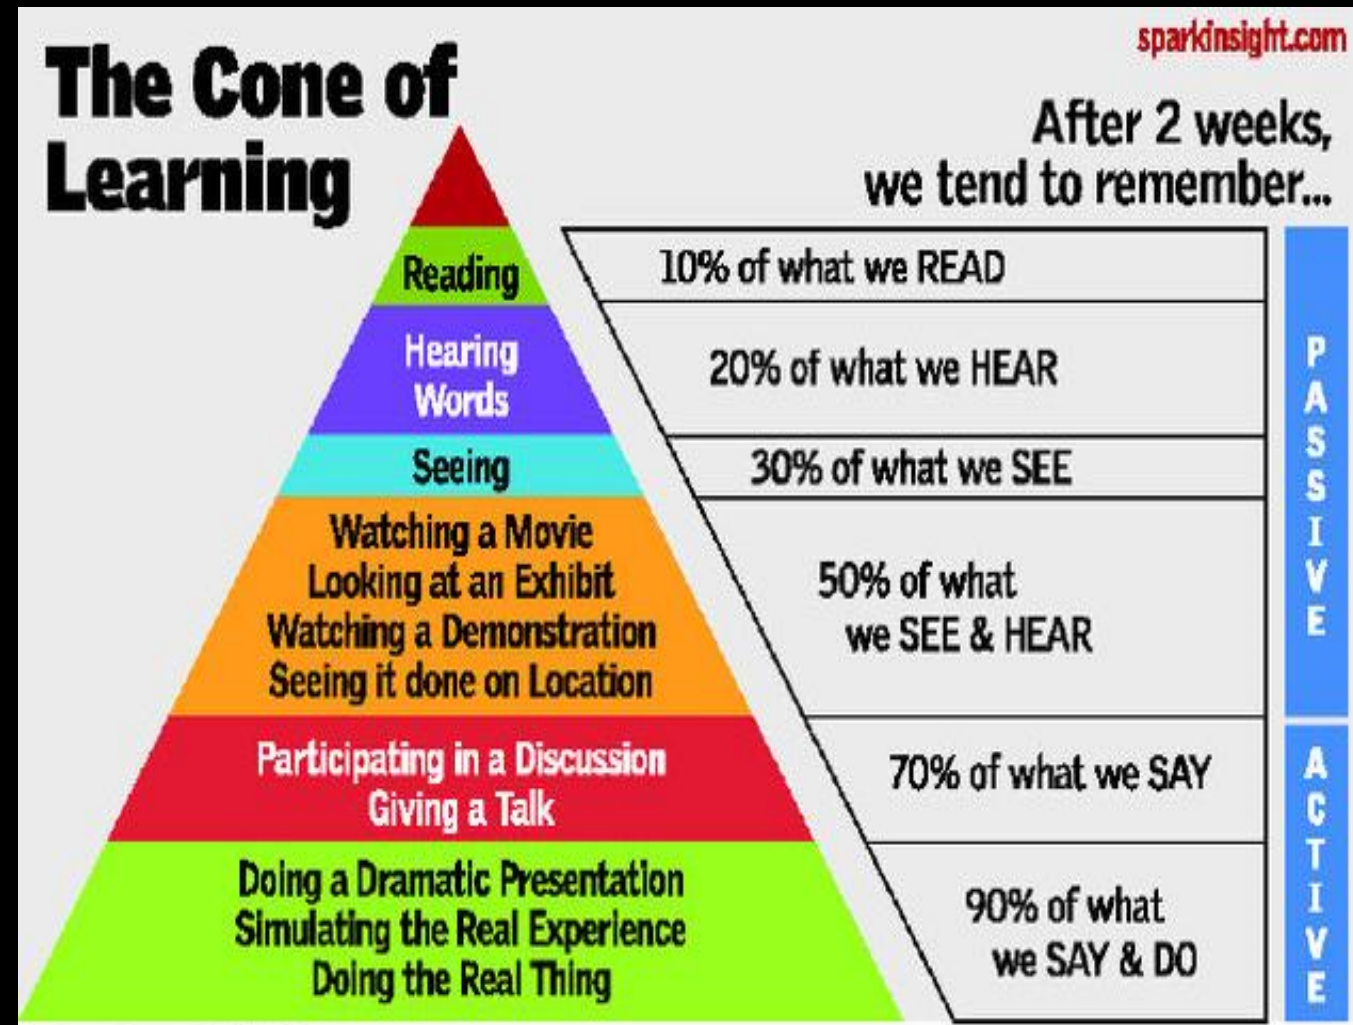 sparkinsight.com
The Cone of
Learning
After 2 weeks,
we tend to remember...
Reading
10% of what we READ
Hearing
Words
20% of what we HEAR
Seeing
30% of what we SEE
Watching a Movie
Looking at an Exhibit
Watching a Demonstration
Seeing it done on Location
50% of what
we SEE & HEAR
PASSIVE
Participating in a Discussion
Giving a Talk
70% of what we SAY
Doing a Dramatic Presentation
Simulating the Real Experience
Doing the Real Thing
90% of what
we SAY & DO
ACTIVE